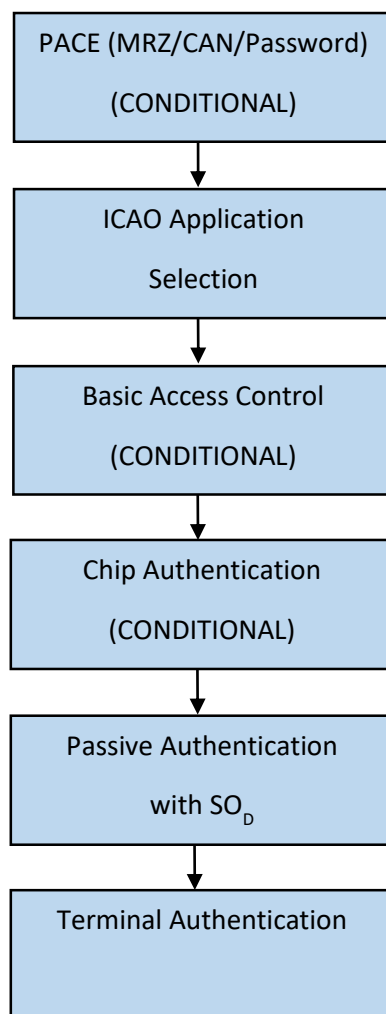 PACE (MRZ/CAN/Password)
(CONDITIONAL)
ICAO Application
Selection
Basic Access Control
(CONDITIONAL)
Chip Authentication
(CONDITIONAL)
Passive Authentication
with SO_D
Terminal Authentication